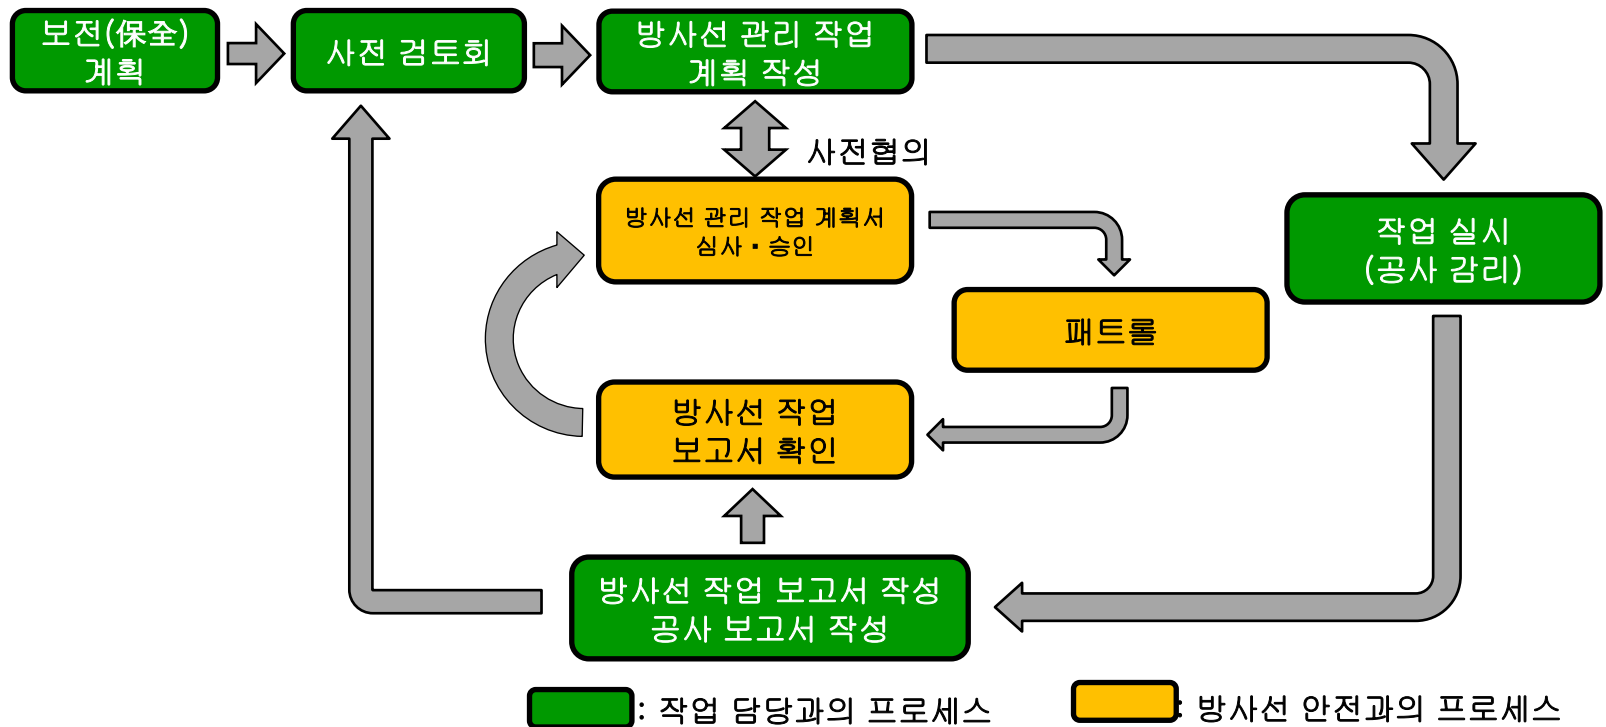 보전(保全)
계획
사전 검토회
방사선 관리 작업
계획 작성
사전협의
방사선 관리 작업 계획서
심사・승인
작업 실시
(공사 감리)
패트롤
방사선 작업
보고서 확인
방사선 작업 보고서 작성
공사 보고서 작성
: 작업 담당과의 프로세스
: 방사선 안전과의 프로세스